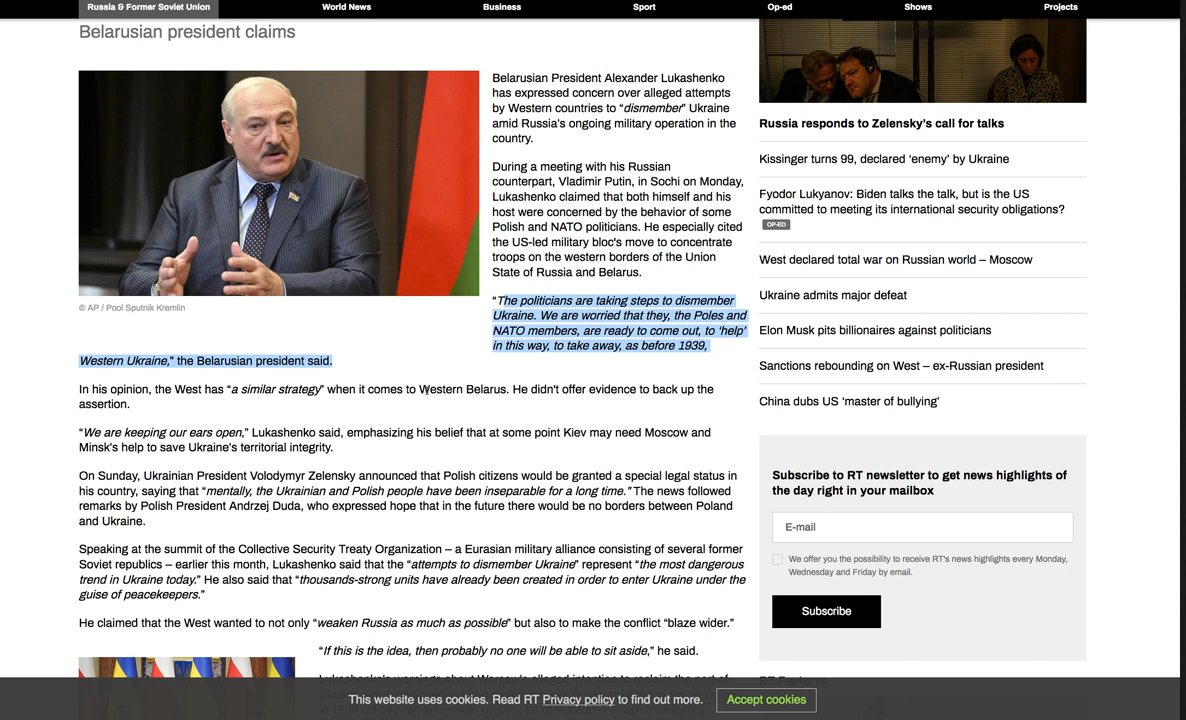 Russia & Former Soviet Union
World News
Business
Sport
Op-ed
Shows
Projects
Belarusian president claims
© AP / Pool Sputnik Kremlin
Belarusian President Alexander Lukashenko
has expressed concern over alleged attempts
by Western countries to “dismember” Ukraine
amid Russia’s ongoing military operation in the
country.
During a meeting with his Russian
counterpart, Vladimir Putin, in Sochi on Monday,
Lukashenko claimed that both himself and his
host were concerned by the behavior of some
Polish and NATO politicians. He especially cited
the US-led military bloc's move to concentrate
troops on the western borders of the Union
State of Russia and Belarus.
“The politicians are taking steps to dismember
Ukraine. We are worried that they, the Poles and
NATO members, are ready to come out, to ‘help’
in this way, to take away, as before 1939,
Western Ukraine,” the Belarusian president said.
In his opinion, the West has “a similar strategy” when it comes to Western Belarus. He didn't offer evidence to back up the
assertion.
“We are keeping our ears open,” Lukashenko said, emphasizing his belief that at some point Kiev may need Moscow and
Minsk’s help to save Ukraine’s territorial integrity.
On Sunday, Ukrainian President Volodymyr Zelensky announced that Polish citizens would be granted a special legal status in
his country, saying that “mentally, the Ukrainian and Polish people have been inseparable for a long time.” The news followed
remarks by Polish President Andrzej Duda, who expressed hope that in the future there would be no borders between Poland
and Ukraine.
Speaking at the summit of the Collective Security Treaty Organization – a Eurasian military alliance consisting of several former
Soviet republics – earlier this month, Lukashenko said that the “attempts to dismember Ukraine” represent “the most dangerous
trend in Ukraine today.” He also said that “thousands-strong units have already been created in order to enter Ukraine under the
guise of peacekeepers.”
He claimed that the West wanted to not only “weaken Russia as much as possible” but also to make the conflict “blaze wider.”
“If this is the idea, then probably no one will be able to sit aside,” he said.
Russia responds to Zelensky’s call for talks
Kissinger turns 99, declared ‘enemy’ by Ukraine
Fyodor Lukyanov: Biden talks the talk, but is the US
committed to meeting its international security obligations?
OP-ED
West declared total war on Russian world – Moscow
Ukraine admits major defeat
Elon Musk pits billionaires against politicians
Sanctions rebounding on West – ex-Russian president
China dubs US ‘master of bullying’
Subscribe to RT newsletter to get news highlights of
the day right in your mailbox
E-mail
We offer you the possibility to receive RT's news highlights every Monday,
Wednesday and Friday by email.
Subscribe
This website uses cookies. Read RT Privacy policy to find out more.
Accept cookies